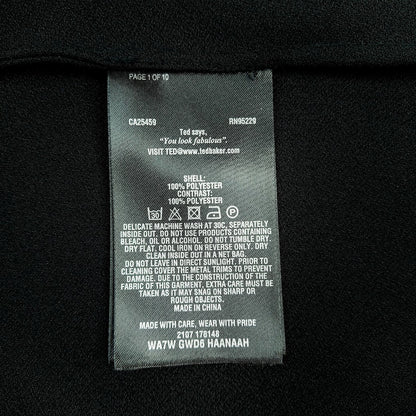 PAGE 1 OF 10
CA25459 RN95229
Ted says,
"You look fabulous".
VISIT TED@www.tedbaker.com
SHELL:
100% POLYESTER
CONTRAST:
100% POLYESTER
30 P
DELICATE MACHINE WASH AT 30C, SEPARATELY
INSIDE OUT. DO NOT USE PRODUCTS CONTAINING
BLEACH, OIL OR ALCOHOL. DO NOT TUMBLE DRY.
DRY FLAT. COOL IRON ON REVERSE ONLY. DRY
CLEAN INSIDE OUT IN A NET BAG.
DO NOT LEAVE IN DIRECT SUNLIGHT, PRIOR TO
CLEANING COVER THE METAL TRIMS TO PREVENT
DAMAGE. DUE TO THE CONSTRUCTION OF THE
FABRIC OF THIS GARMENT, EXTRA CARE MUST BE
TAKEN AS IT MAY SNAG ON SHARP OR
ROUGH OBJECTS.
MADE IN CHINA
MADE WITH CARE, WEAR WITH PRIDE
2107 176148
WA7W GWD6 HAANAAH